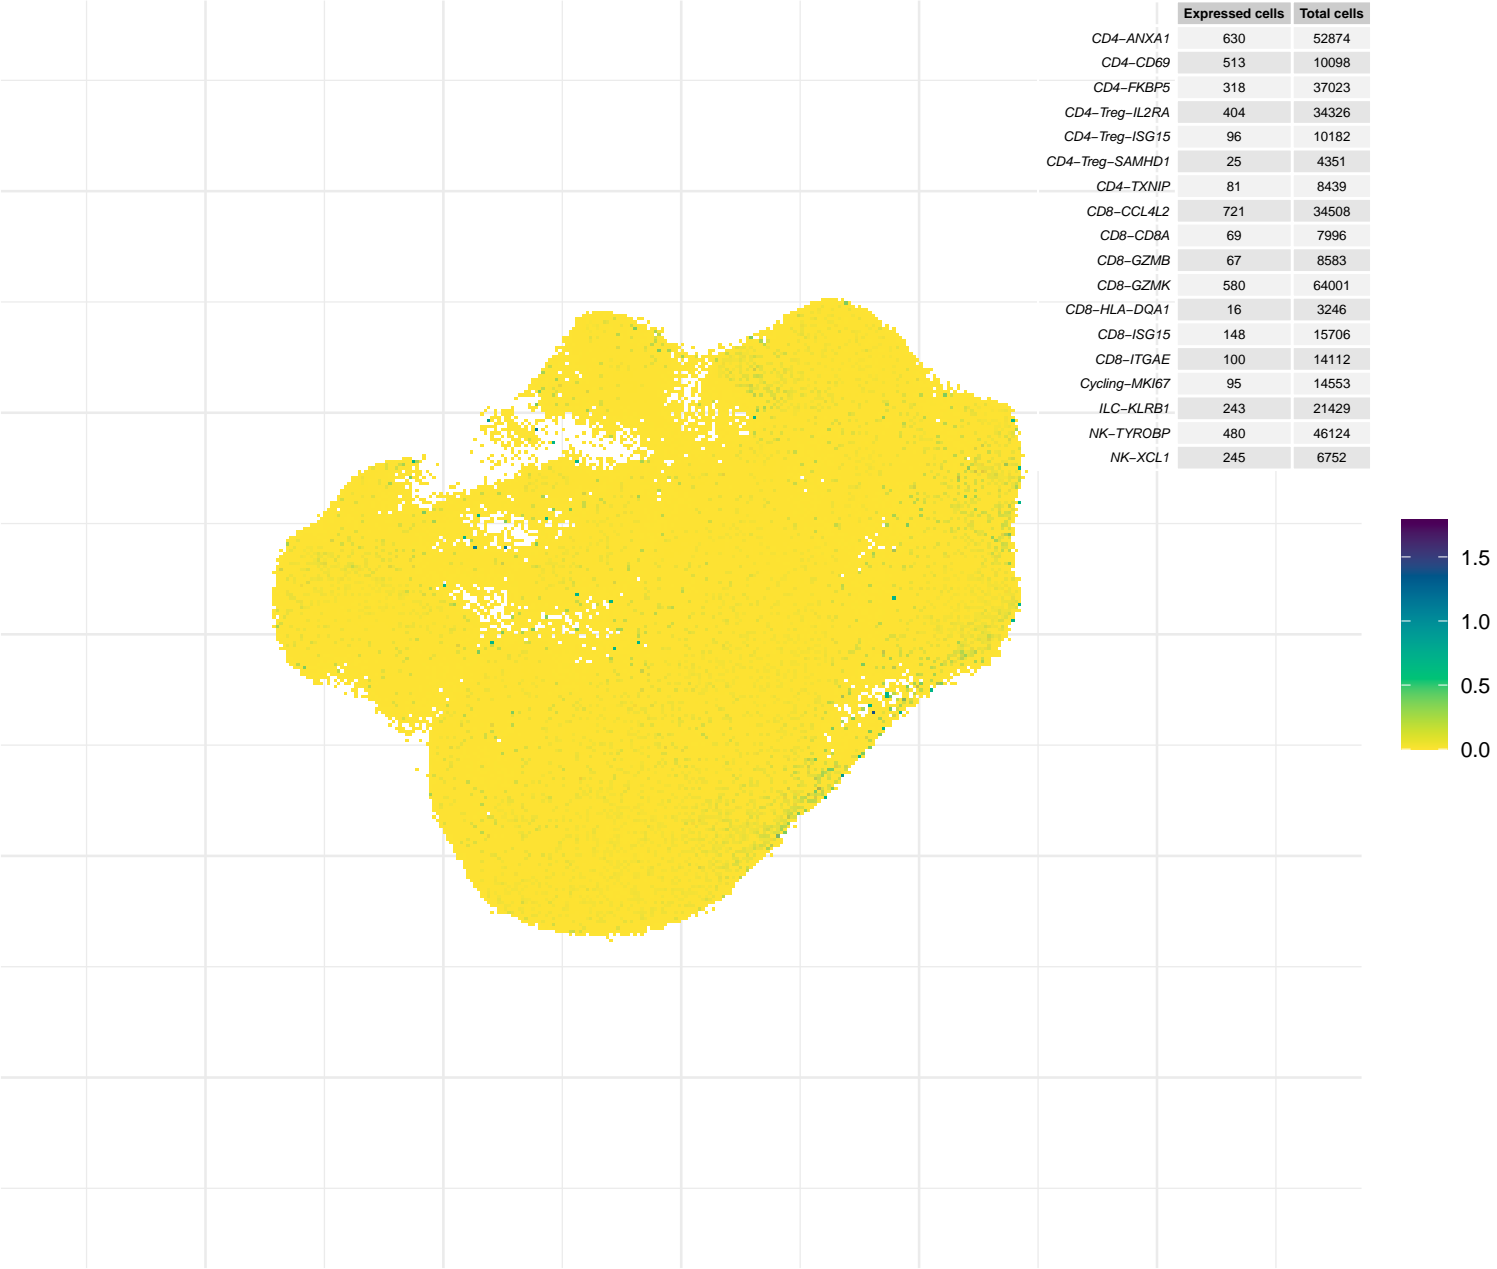 Expressed cells Total cells
CD4−ANXA1 630 52874
CD4−CD69 513 10098
CD4−FKBP5 318 37023
CD4−Treg−IL2RA 404 34326
CD4−Treg−ISG15 96 10182
CD4−Treg−SAMHD1 25 4351
CD4−TXNIP 81 8439
CD8−CCL4L2 721 34508
CD8−CD8A 69 7996
CD8−GZMB 67 8583
CD8−GZMK 580 64001
CD8−HLA−DQA1 16 3246
CD8−ISG15 148 15706
CD8−ITGAE 100 14112
Cycling−MKI67 95 14553
ILC−KLRB1 243 21429
NK−TYROBP 480 46124
NK−XCL1 245 6752
1.5
1.0
0.5
0.0